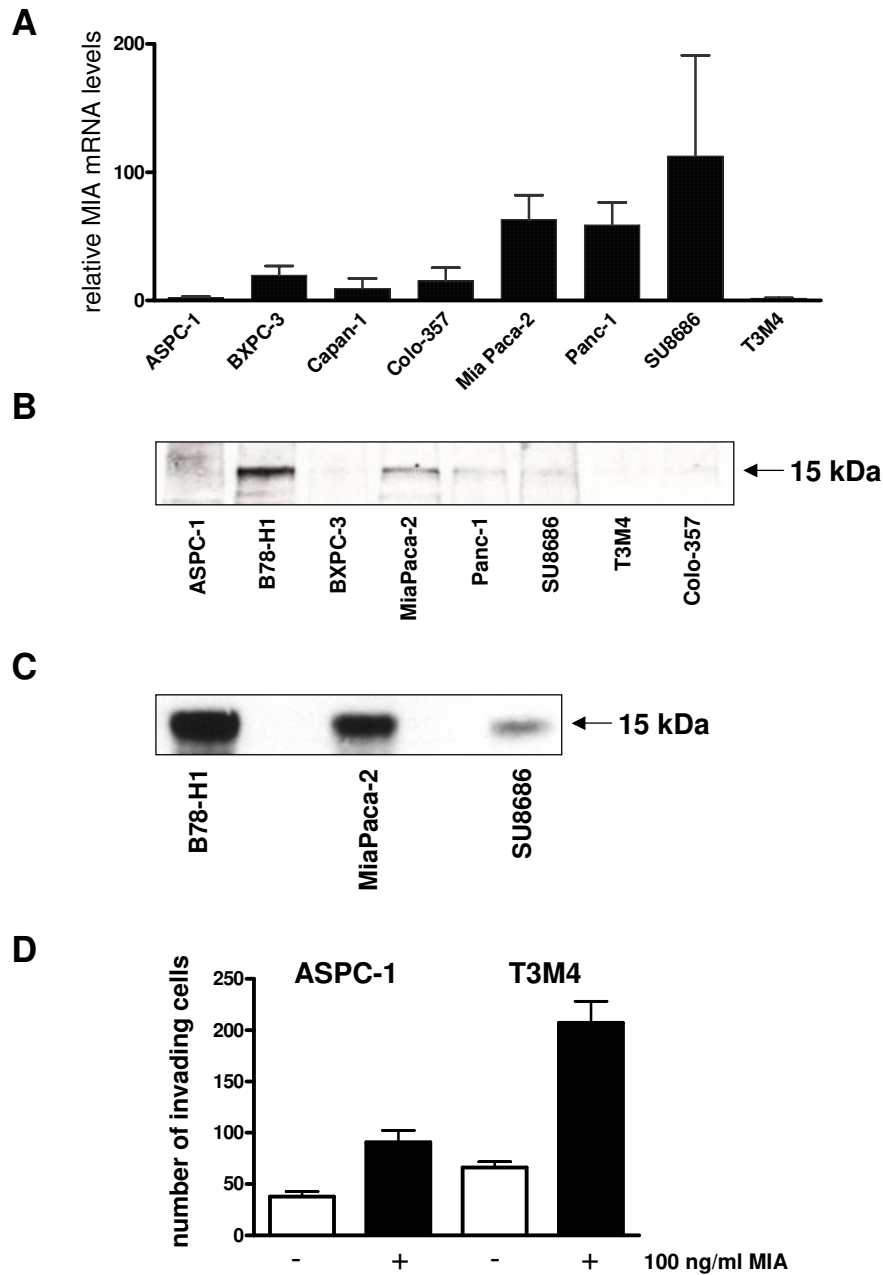 A
relative MIA mRNA levels
200
100
0
ASPC-1
BXPC-3
Capan-1
Colo-357
Mia Paca-2
Panc-1
SU8686
T3M4
B
15 kDa
ASPC-1
B78-H1
BXPC-3
MiaPaca-2
Panc-1
SU8686
T3M4
Colo-357
C
15 kDa
B78-H1
MiaPaca-2
SU8686
D
number of invading cells
ASPC-1 T3M4
250
200
150
100
50
0
- + - + 100 ng/ml MIA